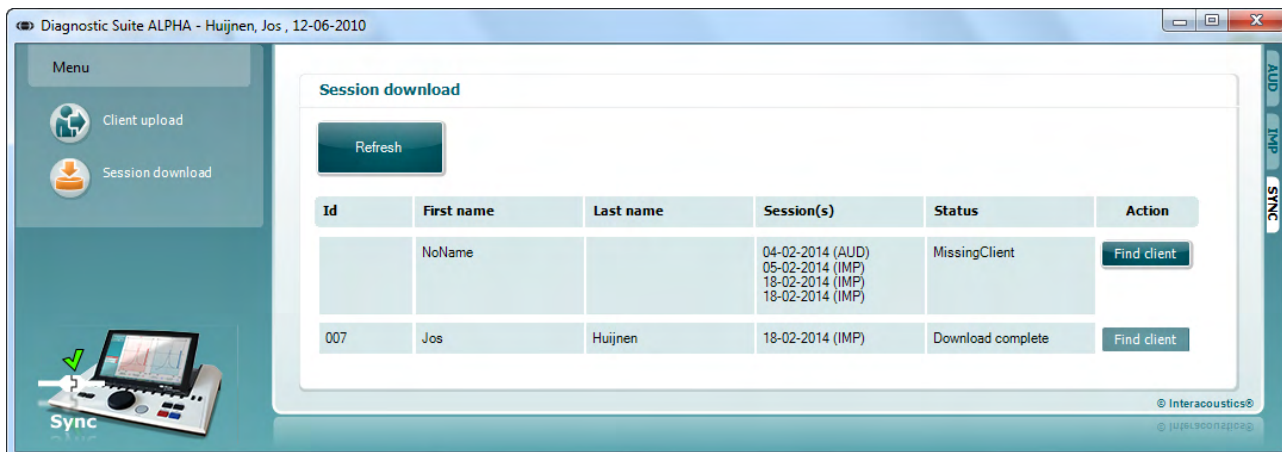 Diagnostic Suite ALPHA - Huijnen, Jos , 12-06-2010
Menu
Client upload
Session download
Sync
Session download
Refresh
Id First name Last name Session(s) Status Action
NoName 04-02-2014 (AUD) MissingClient Find client
05-02-2014 (IMP)
18-02-2014 (IMP)
18-02-2014 (IMP)
007 Jos Huijnen 18-02-2014 (IMP) Download complete Find client
© Interacoustics®
AUD
IMP
SYNC